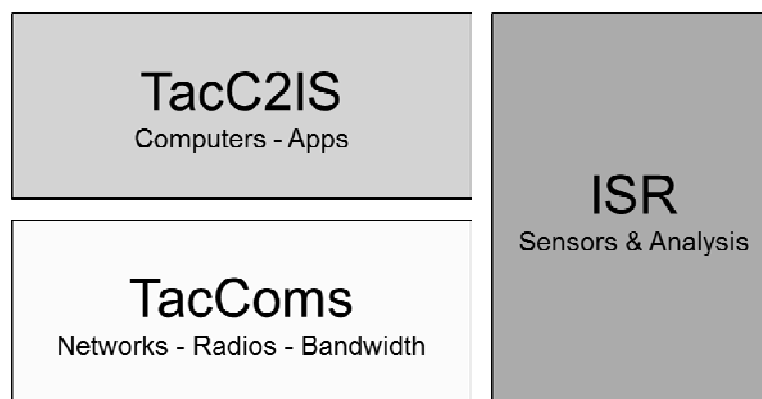 TacC2IS
Computers - Apps
TacComs
Networks - Radios - Bandwidth
ISR
Sensors & Analysis